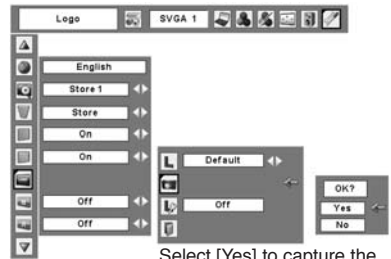 Logo
SVGA 1
English
Store 1
Store
On
On
Off
Off
L
Default
Off
OK?
Yes
No
Select [Yes] to capture the